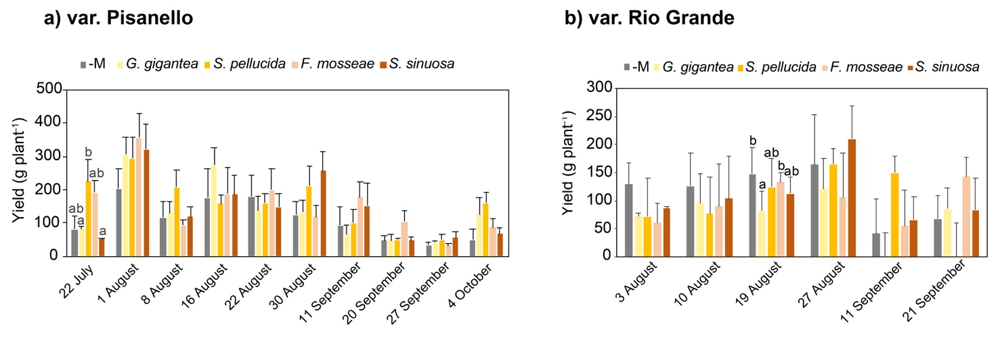 a) var. Pisanello
-M G. gigantea S. pellucida F. mosseae S. sinuosa
Yield (g plant⁻¹)
500
400
300
200
100
0
ab
a
b
ab
a
22 July
1 August
8 August
16 August
22 August
30 August
11 September
20 September
27 September
4 October
b) var. Rio Grande
-M G. gigantea S. pellucida F. mosseae S. sinuosa
Yield (g plant⁻¹)
300
250
200
150
100
50
0
b
a
ab
b
ab
3 August
10 August
19 August
27 August
11 September
21 September